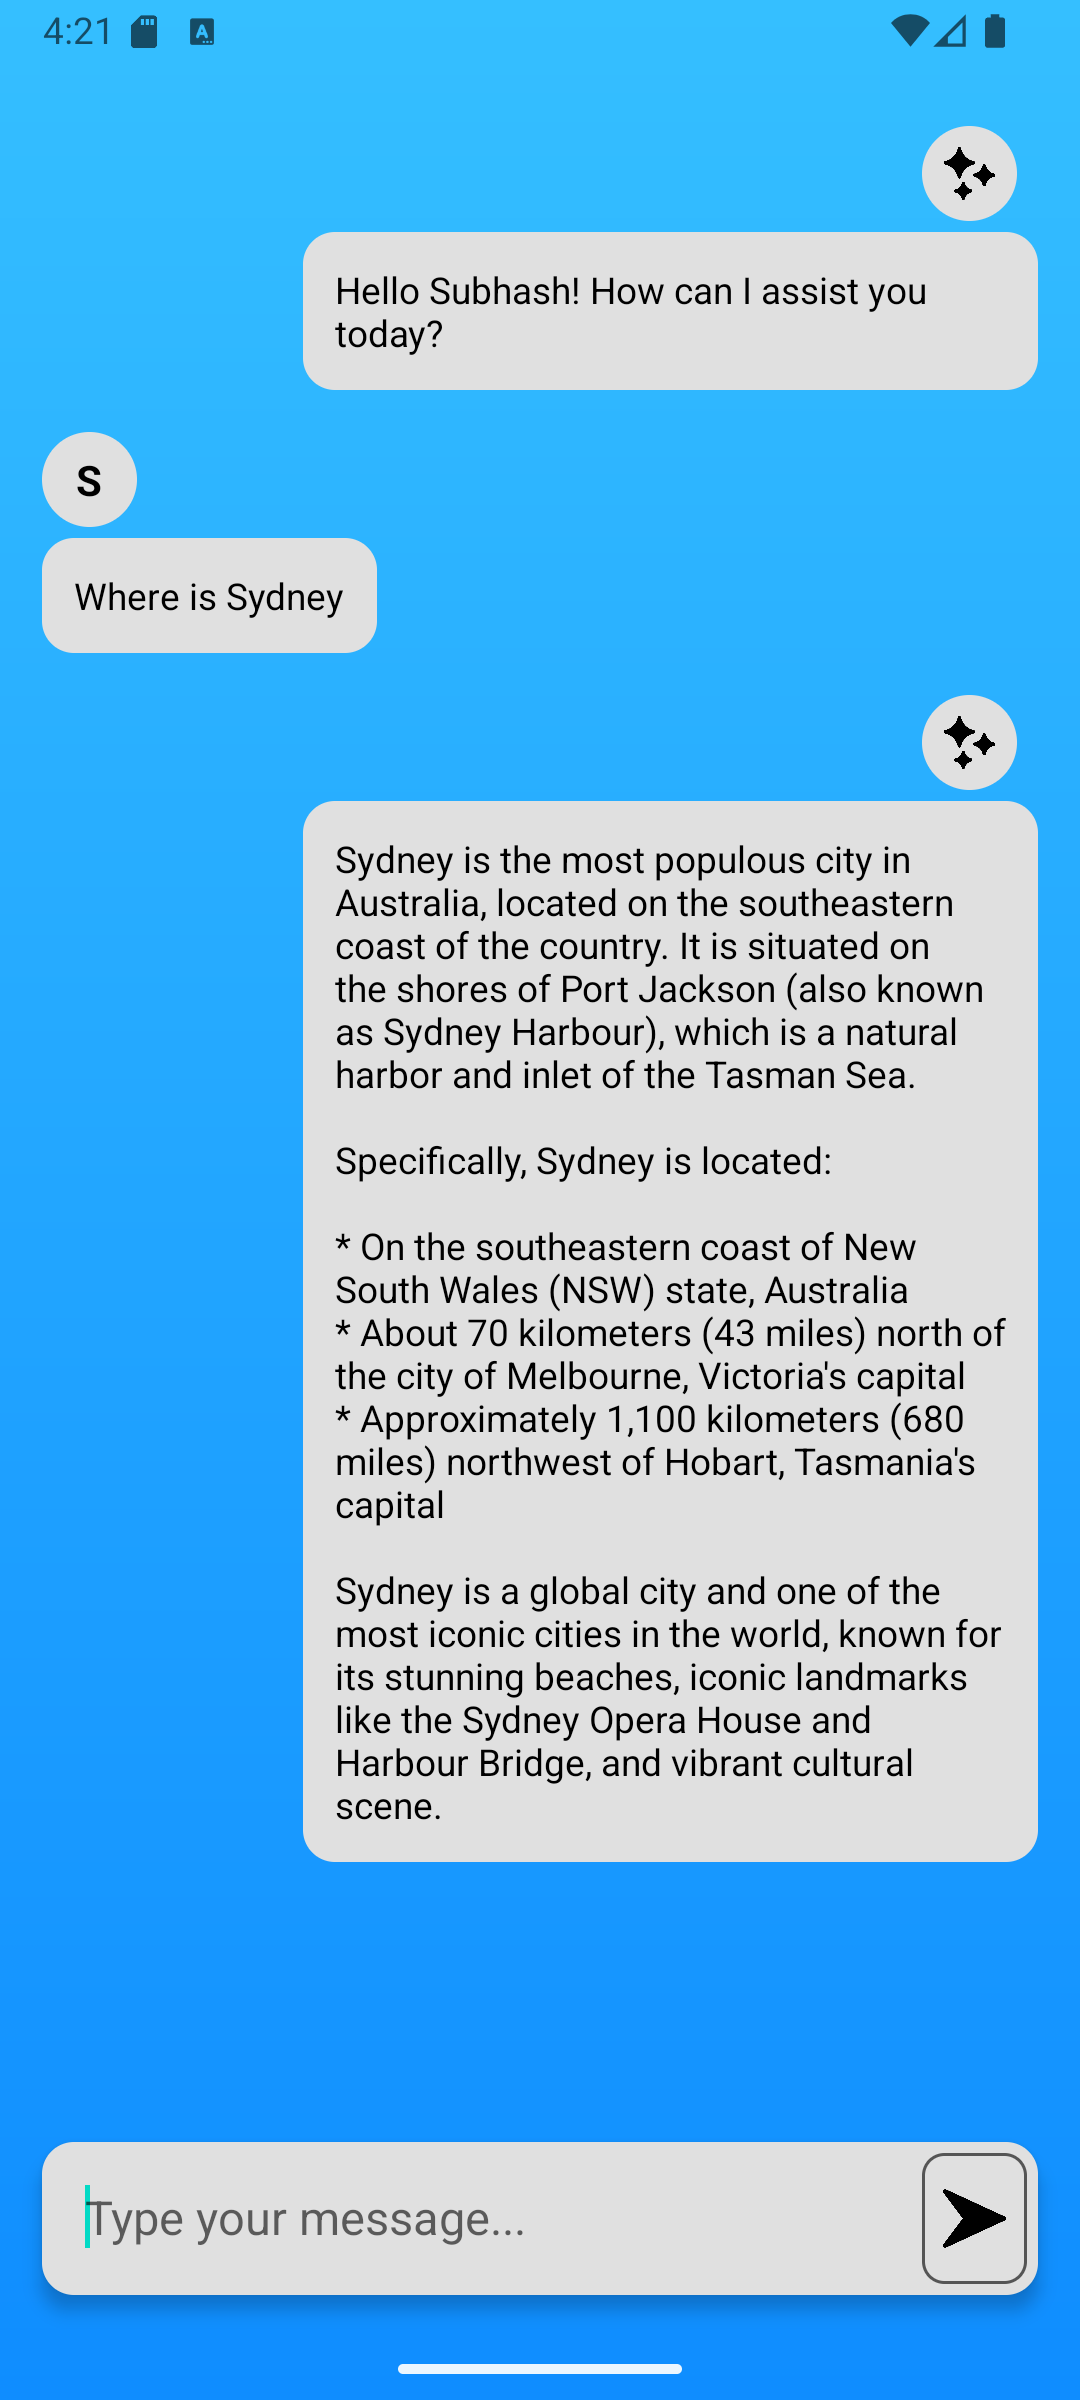 4:21
Hello Subhash! How can I assist you
today?
S
Where is Sydney
Sydney is the most populous city in
Australia, located on the southeastern
coast of the country. It is situated on
the shores of Port Jackson (also known
as Sydney Harbour), which is a natural
harbor and inlet of the Tasman Sea.
Specifically, Sydney is located:
* On the southeastern coast of New
South Wales (NSW) state, Australia
* About 70 kilometers (43 miles) north of
the city of Melbourne, Victoria's capital
* Approximately 1,100 kilometers (680
miles) northwest of Hobart, Tasmania's
capital
Sydney is a global city and one of the
most iconic cities in the world, known for
its stunning beaches, iconic landmarks
like the Sydney Opera House and
Harbour Bridge, and vibrant cultural
scene.
Type your message...